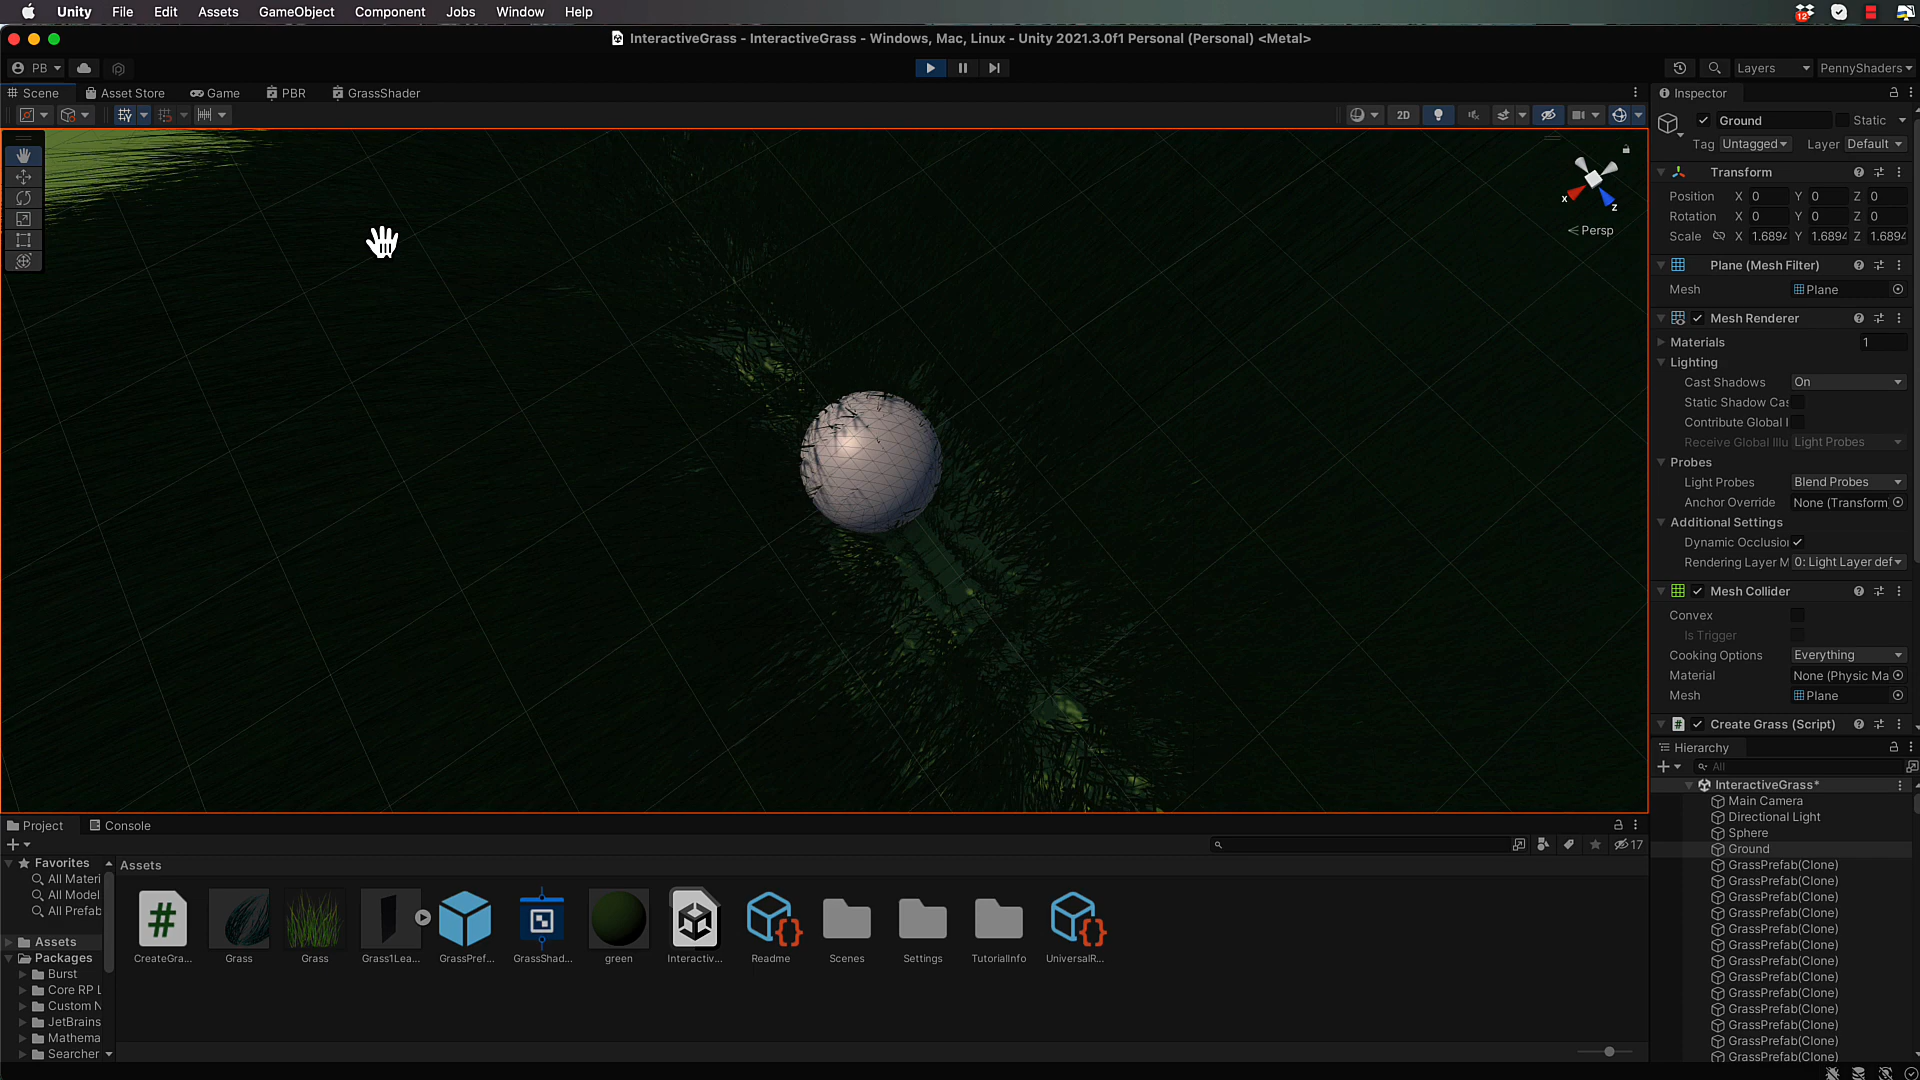 Unity File Edit Assets GameObject Component Jobs Window Help
12
InteractiveGrass - InteractiveGrass - Windows, Mac, Linux - Unity 2021.3.0f1 Personal (Personal) <Metal>
PB
Layers
PennyShaders
Scene
Asset Store
Game
PBR
GrassShader
2D
x
z
Persp
Inspector
Ground
Static
Tag Untagged
Layer Default
Transform
Position X 0 Y 0 Z 0
Rotation X 0 Y 0 Z 0
Scale X 1.6894 Y 1.6894 Z 1.6894
Plane (Mesh Filter)
Mesh Plane
Mesh Renderer
Materials 1
Lighting
Cast Shadows On
Static Shadow Cas
Contribute Global I
Receive Global Illu Light Probes
Probes
Light Probes Blend Probes
Anchor Override None (Transform
Additional Settings
Dynamic Occlusion
Rendering Layer M 0: Light Layer def
Mesh Collider
Convex
Is Trigger
Cooking Options Everything
Material None (Physic Ma
Mesh Plane
# Create Grass (Script)
Hierarchy
All
InteractiveGrass*
Main Camera
Directional Light
Sphere
Ground
GrassPrefab(Clone)
GrassPrefab(Clone)
GrassPrefab(Clone)
GrassPrefab(Clone)
GrassPrefab(Clone)
GrassPrefab(Clone)
GrassPrefab(Clone)
GrassPrefab(Clone)
GrassPrefab(Clone)
GrassPrefab(Clone)
GrassPrefab(Clone)
GrassPrefab(Clone)
GrassPrefab(Clone)
Project
Console
17
Favorites
All Materi
All Model
All Prefab
Assets
Packages
Burst
Core RP L
Custom N
JetBrains
Mathema
Searcher
Assets
CreateGra...
Grass
Grass
Grass1Lea...
GrassPref...
GrassShad...
green
Interactiv...
Readme
Scenes
Settings
TutorialInfo
UniversalR...